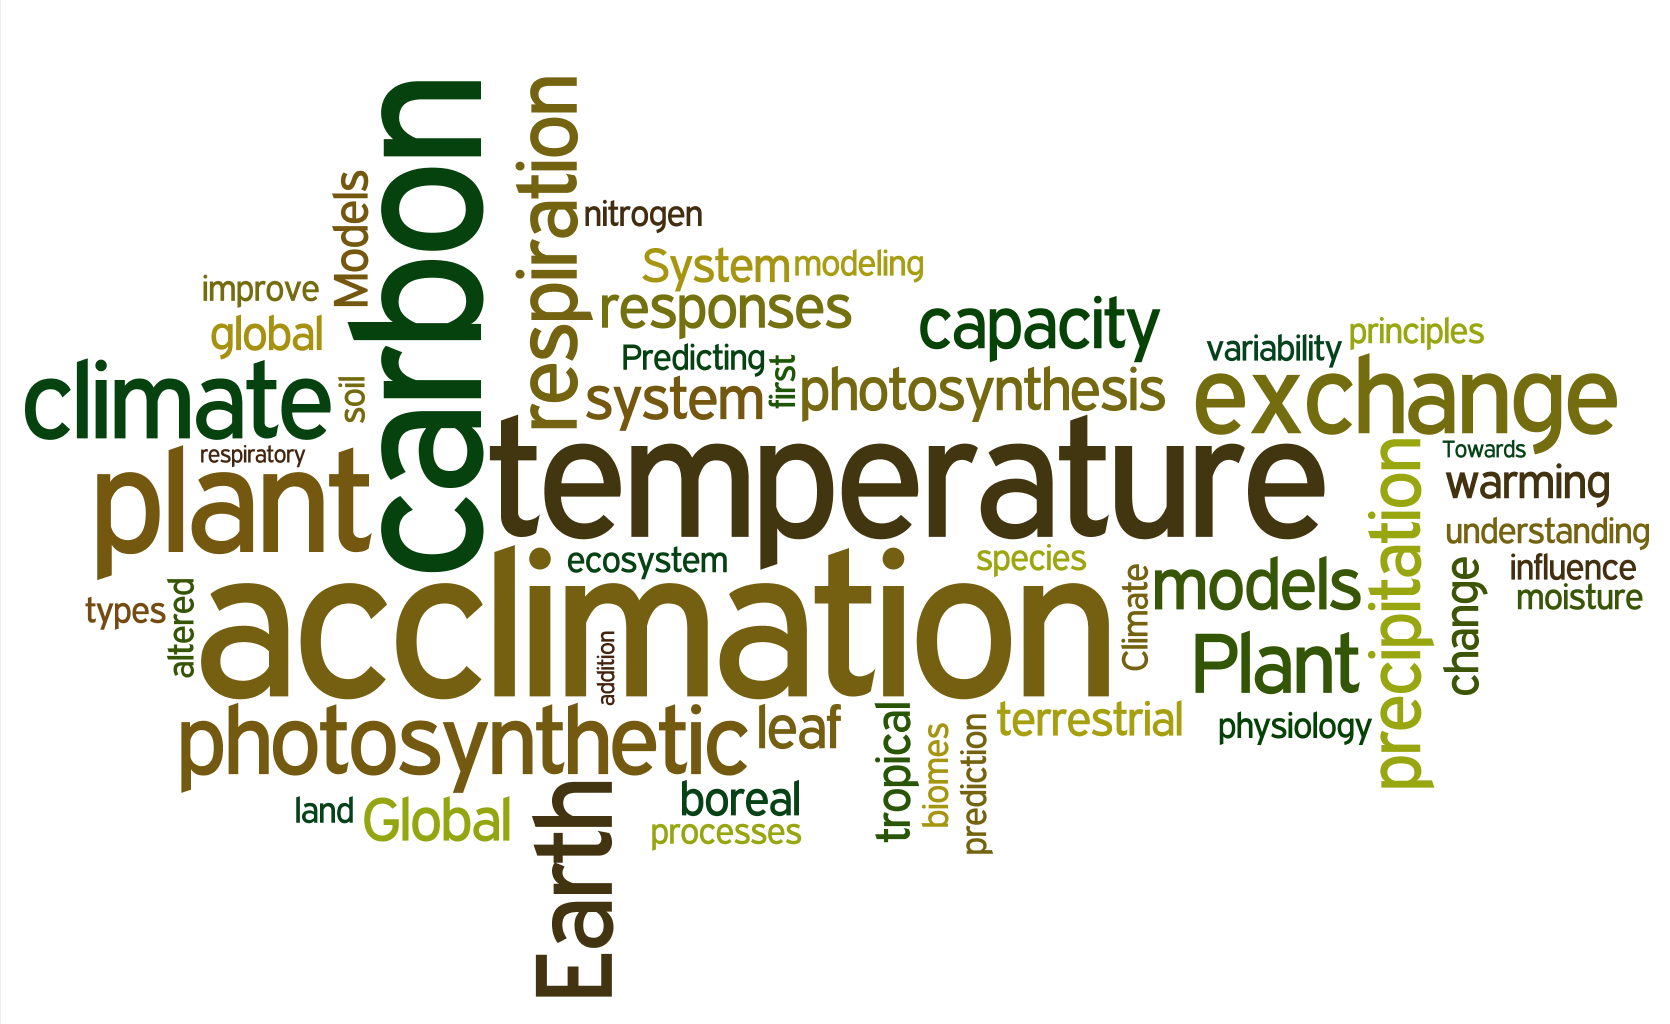 carbon
respiration
Models
nitrogen
System
modeling
improve
responses
capacity
global
variability
principles
Predicting
first
climate
soil
system
photosynthesis
exchange
respiratory
plant
temperature
Towards
precipitation
warming
understanding
ecosystem
species
influence
types
altered
acclimation
Climate
models
change
moisture
addition
Plant
photosynthetic
leaf
tropical
biomes
prediction
terrestrial
physiology
land
Global
Earth
boreal
processes